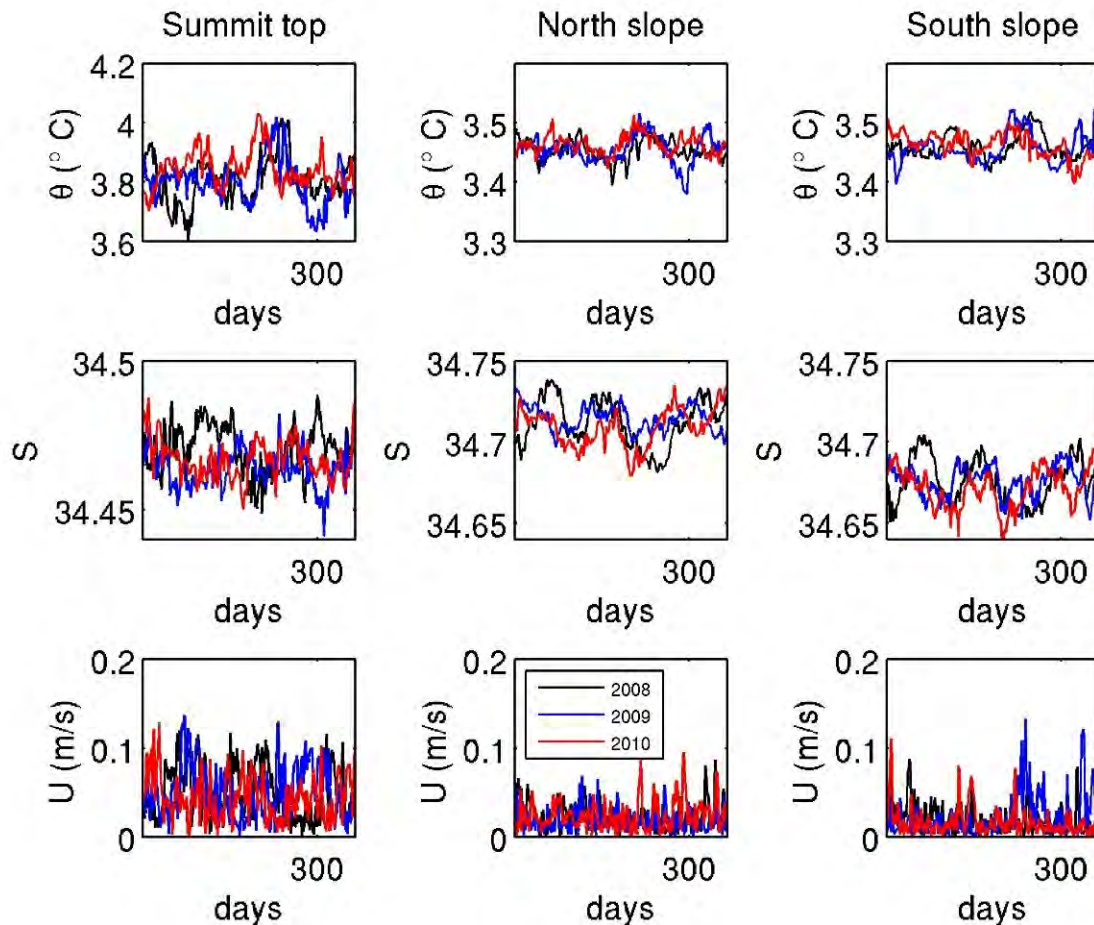 Summit top North slope South slope
4.2
4
3.8
3.6
θ (° C)
300
days
3.5
3.4
3.3
θ (° C)
300
days
3.5
3.4
3.3
θ (° C)
300
days
34.5
34.45
S
300
days
34.75
34.7
34.65
S
300
days
34.75
34.7
34.65
S
300
days
0.2
0.1
0
U (m/s)
300
days
0.2
0.1
0
U (m/s)
2008
2009
2010
300
days
0.2
0.1
0
U (m/s)
300
days